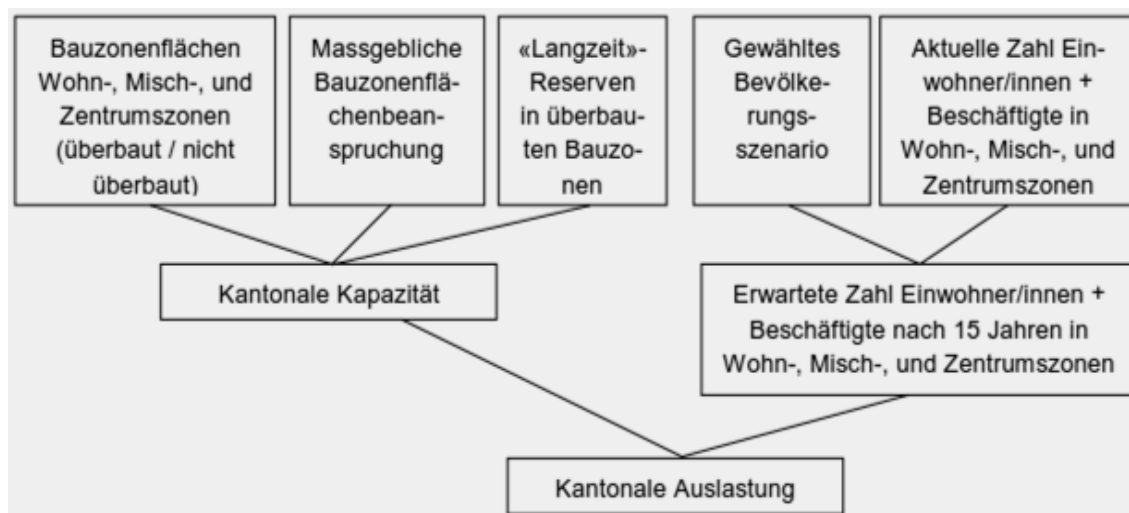 Bauzonenflächen
Wohn-, Misch-, und
Zentrumszonen
(überbaut / nicht
überbaut)
Massgebliche
Bauzonenflä-
chenbean-
spruchung
«Langzeit»-
Reserven
in überbau-
ten Bauzo-
nen
Gewähltes
Bevölke-
rungs-
szenario
Aktuelle Zahl Ein-
wohner/innen +
Beschäftigte in
Wohn-, Misch-, und
Zentrumszonen
Kantonale Kapazität
Erwartete Zahl Einwohner/innen +
Beschäftigte nach 15 Jahren in
Wohn-, Misch-, und Zentrumszonen
Kantonale Auslastung